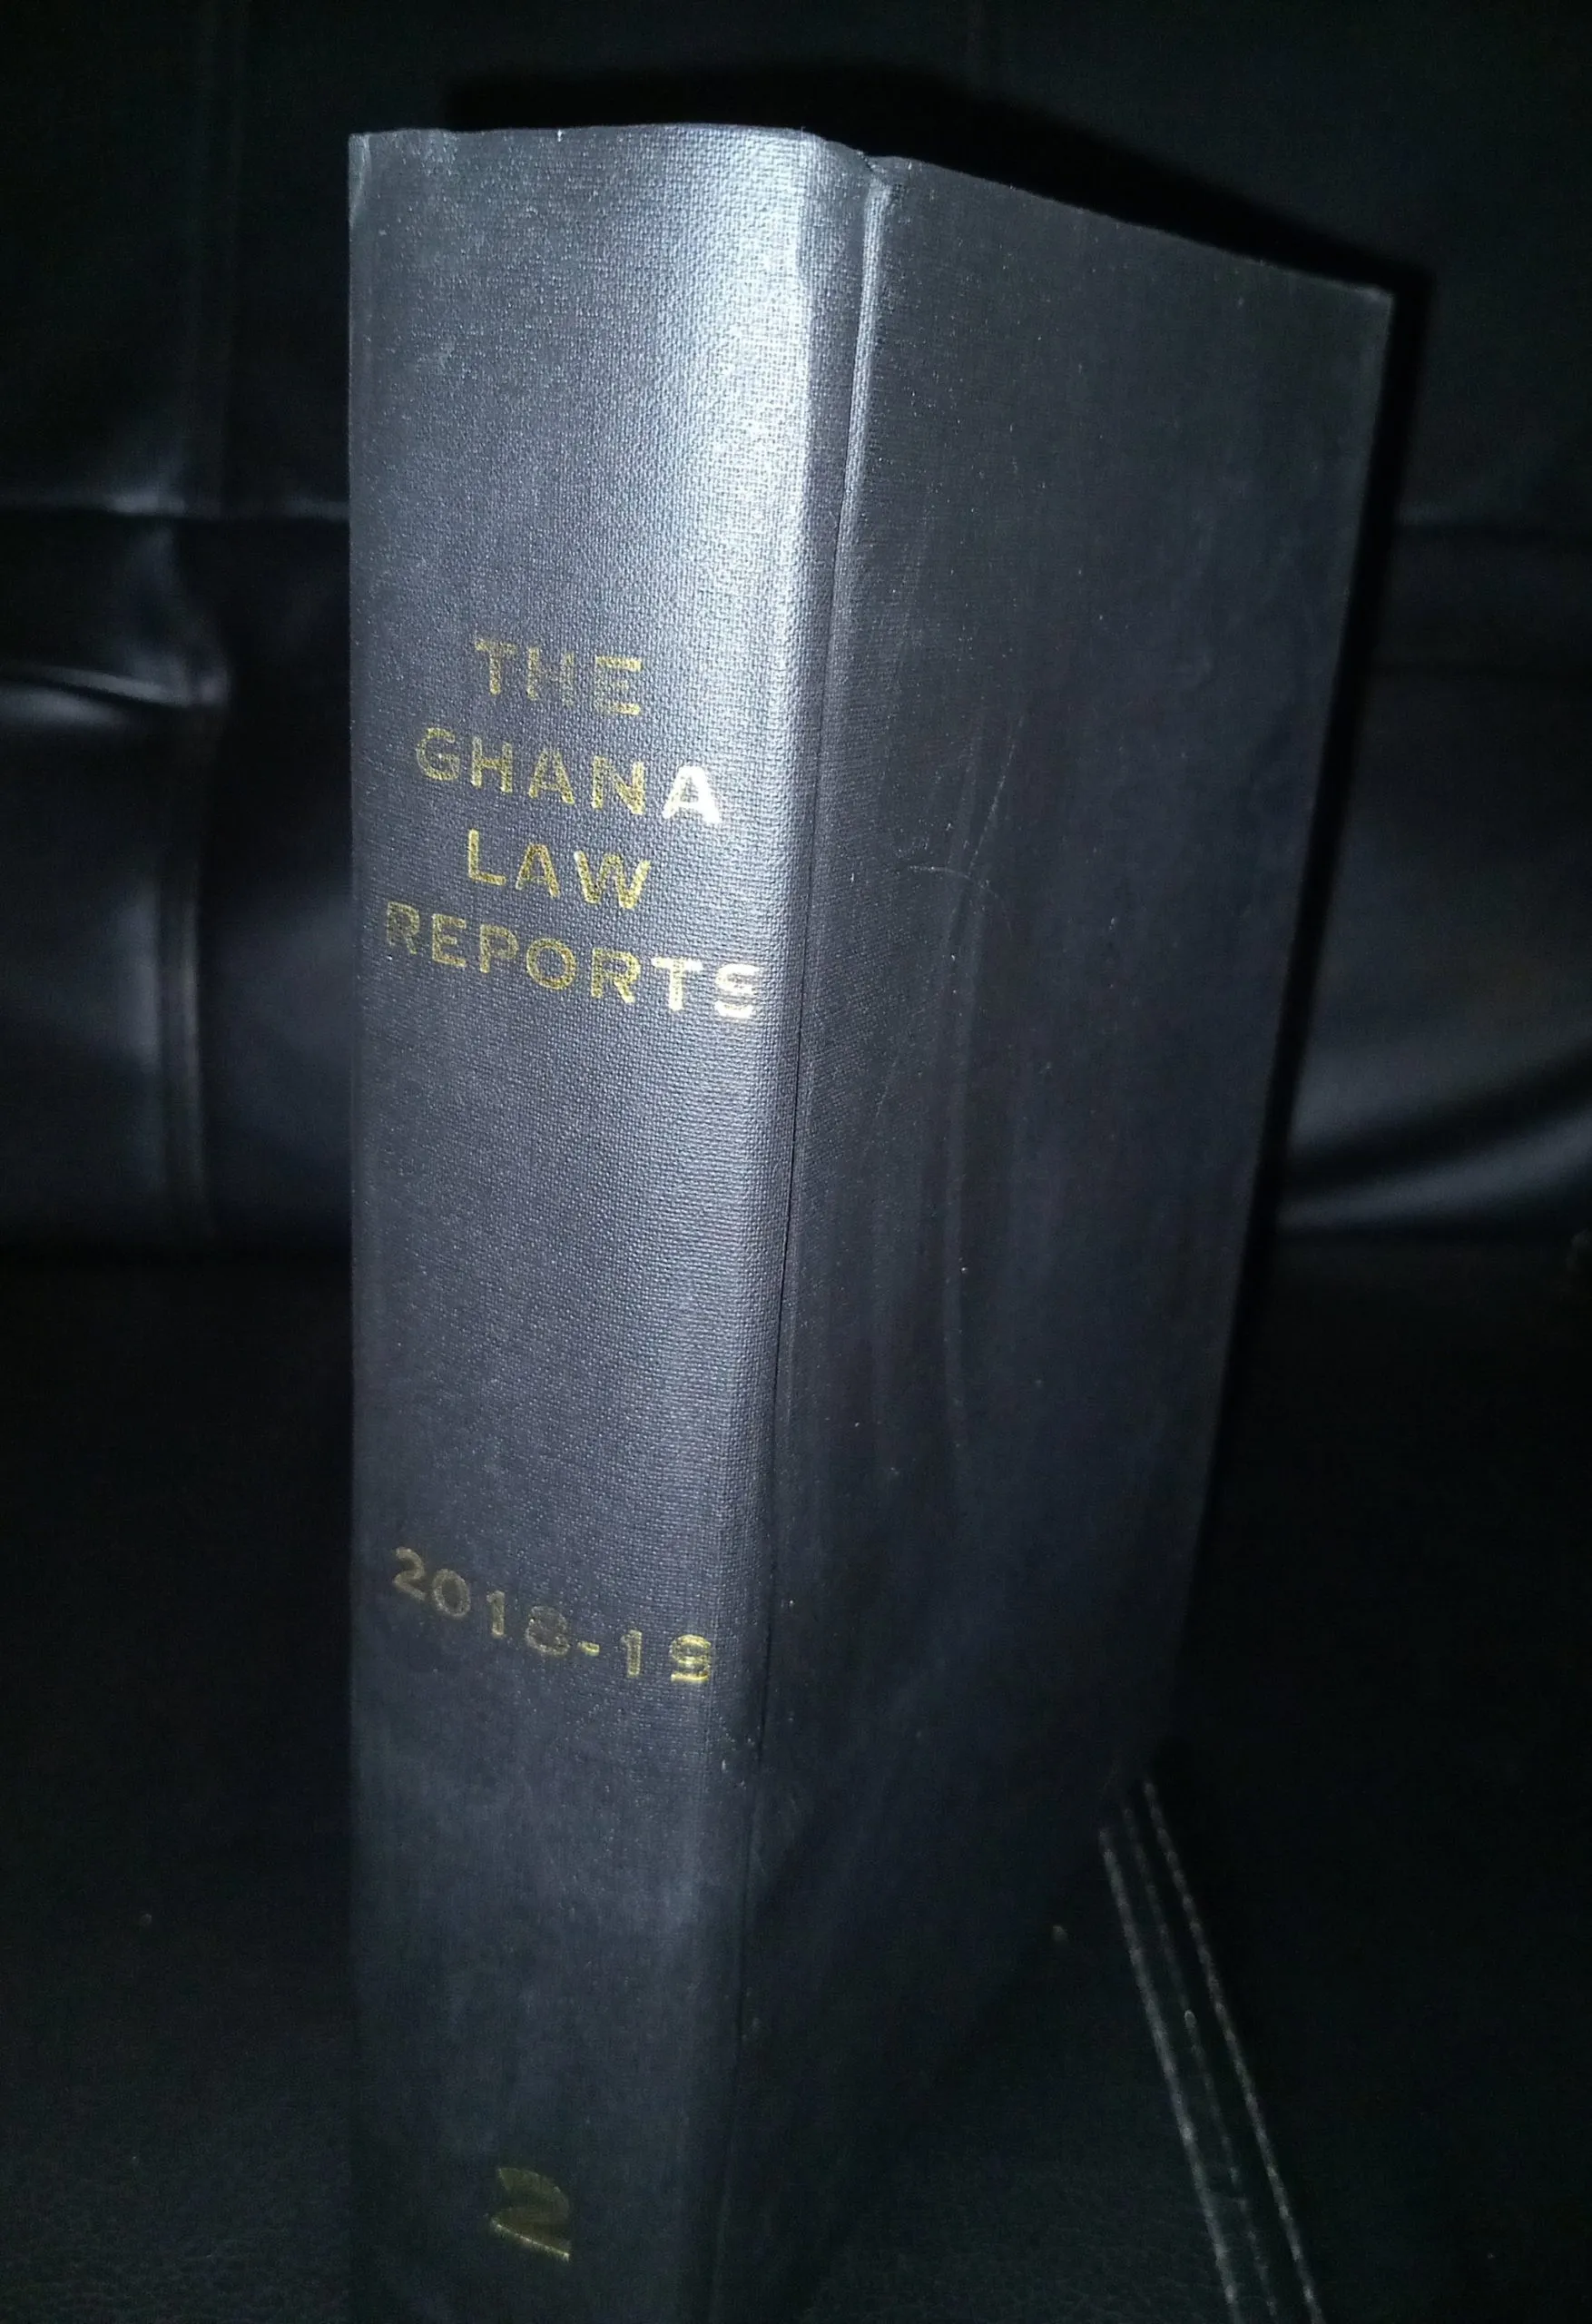 THE
GHANA
LAW
REPORTS
2018-19
2